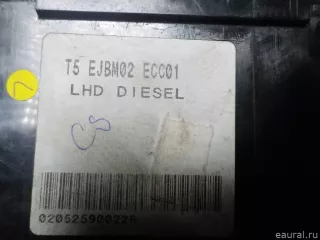 T5 EJBM02 ECC01
LHD DIESEL
02052590022R
eaural.ru